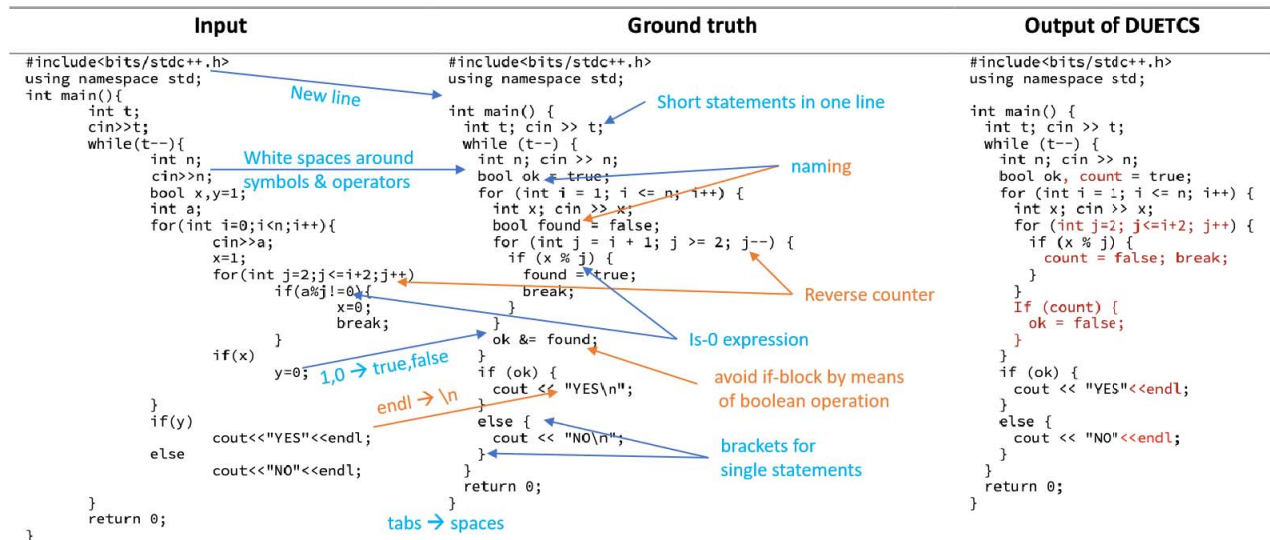 Input
#include<bits/stdc++.h>
using namespace std;
int main(){
int t;
cin>>t;
while(t--){
int n;
cin>>n;
bool x,y=1;
int a;
for(int i=0;i<n;i++){
cin>>a;
x=1;
for(int j=2;j<=i+2;j++)
if(a%j!=0){
x=0;
break;
}
if(x)
y=0;
}
if(y)
cout<<"YES"<<endl;
else
cout<<"NO"<<endl;
}
return 0;
}
New line
White spaces around
symbols & operators
1,0 → true,false
endl → \n
tabs → spaces
Ground truth
#include<bits/stdc++.h>
using namespace std;
int main() {
int t; cin >> t;
while (t--) {
int n; cin >> n;
bool ok = true;
for (int i = 1; i <= n; i++) {
int x; cin >> x;
bool found = false;
for (int j = i + 1; j >= 2; j--) {
if (x % j) {
found = true;
break;
}
}
ok &= found;
}
if (ok) {
cout << "YES\n";
}
else {
cout << "NO\n";
}
}
return 0;
}
Short statements in one line
naming
Reverse counter
Is-0 expression
avoid if-block by means
of boolean operation
brackets for
single statements
Output of DUETCS
#include<bits/stdc++.h>
using namespace std;
int main() {
int t; cin >> t;
while (t--) {
int n; cin >> n;
bool ok, count = true;
for (int i = 1; i <= n; i++) {
int x; cin >> x;
for (int j=2; j<=i+2; j++) {
if (x % j) {
count = false; break;
}
}
If (count) {
ok = false;
}
}
if (ok) {
cout << "YES"<<endl;
}
else {
cout << "NO"<<endl;
}
}
return 0;
}